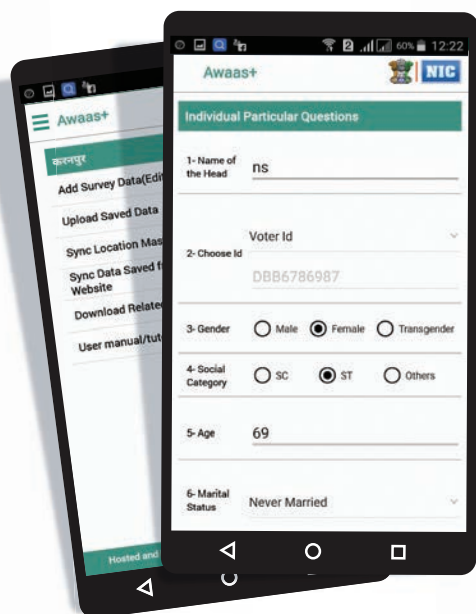 Awaas+
करनपुर
Add Survey Data(Edi
Upload Saved Data
Sync Location Mas
Sync Data Saved f
Website
Download Relate
User manual/tut
Hosted and
2
60%
12:22
Awaas+
NIC
Individual Particular Questions
1- Name of
the Head
ns
2- Choose Id
Voter Id
DBB6786987
3- Gender
Male
Female
Transgender
4- Social
Category
SC
ST
Others
5- Age
69
6- Marital
Status
Never Married